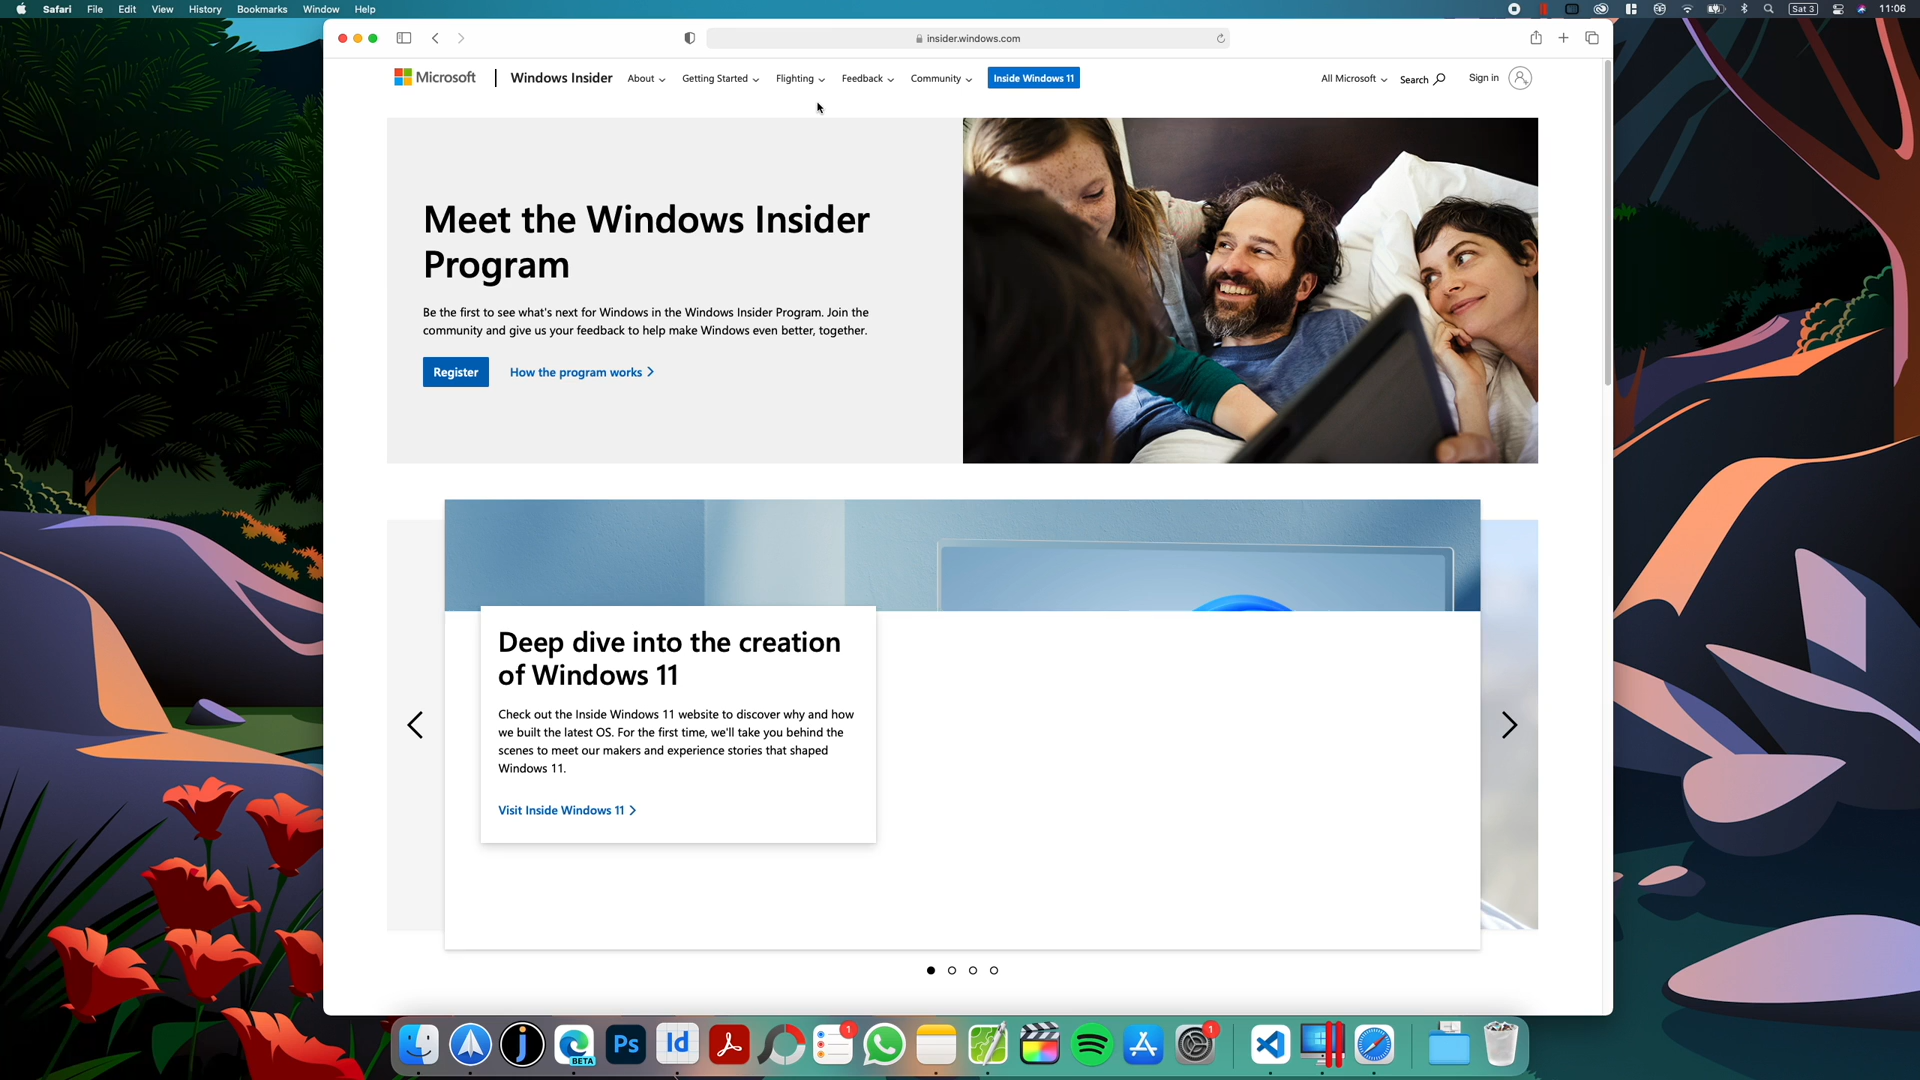 Safari File Edit View History Bookmarks Window Help
Sat 3 11:06
insider.windows.com
Microsoft Windows Insider About Getting Started Flighting Feedback Community Inside Windows 11 All Microsoft Search Sign in
Meet the Windows Insider
Program
Be the first to see what's next for Windows in the Windows Insider Program. Join the
community and give us your feedback to help make Windows even better, together.
Register How the program works
Deep dive into the creation
of Windows 11
Check out the Inside Windows 11 website to discover why and how
we built the latest OS. For the first time, we'll take you behind the
scenes to meet our makers and experience stories that shaped
Windows 11.
Visit Inside Windows 11
j BETA Ps Id 1 1